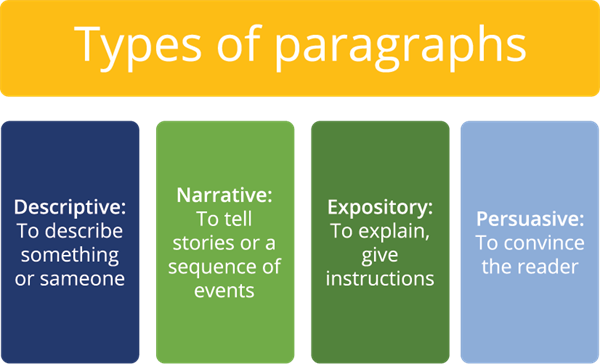 Types of paragraphs
Descriptive:
To describe
something
or sameone
Narrative:
To tell
stories or a
sequence of
events
Expository:
To explain,
give
instructions
Persuasive:
To convince
the reader